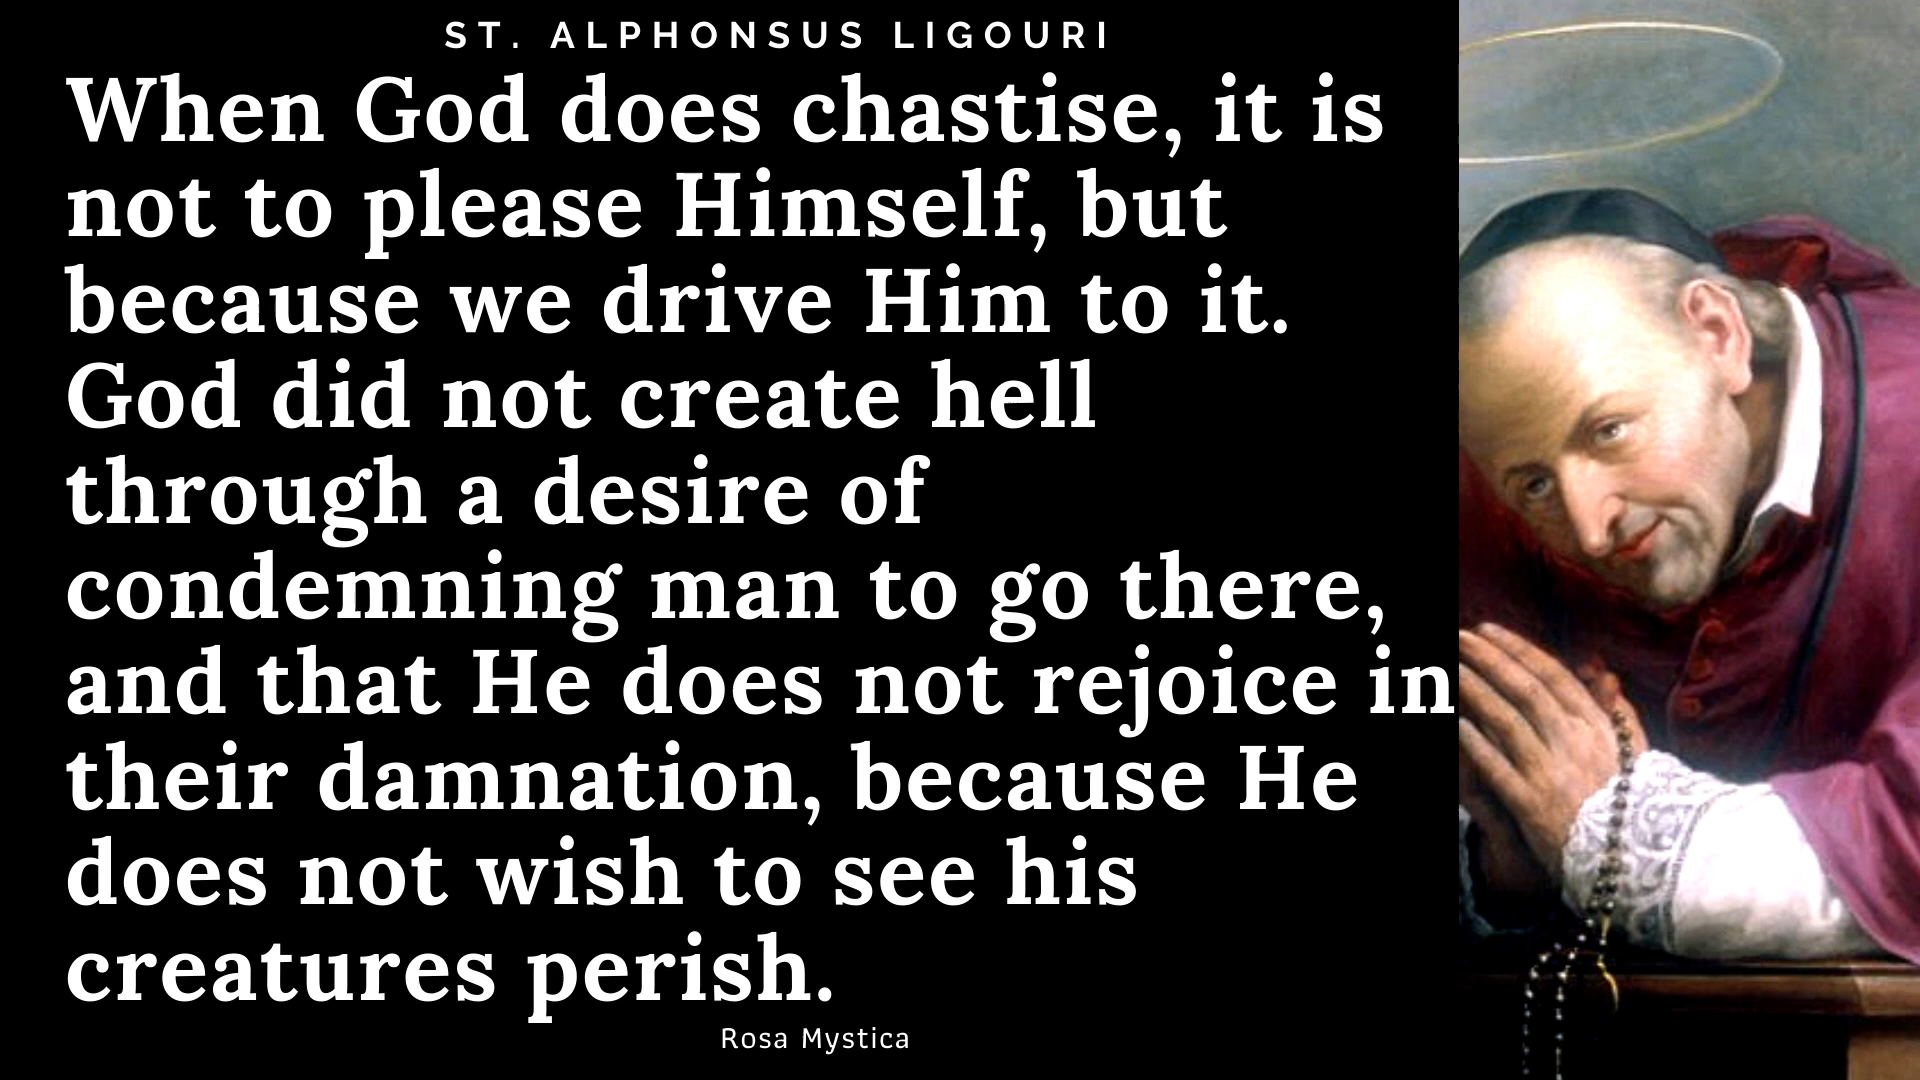 ST. ALPHONSUS LIGOURI
When God does chastise, it is
not to please Himself, but
because we drive Him to it.
God did not create hell
through a desire of
condemning man to go there,
and that He does not rejoice in
their damnation, because He
does not wish to see his
creatures perish.
Rosa Mystica